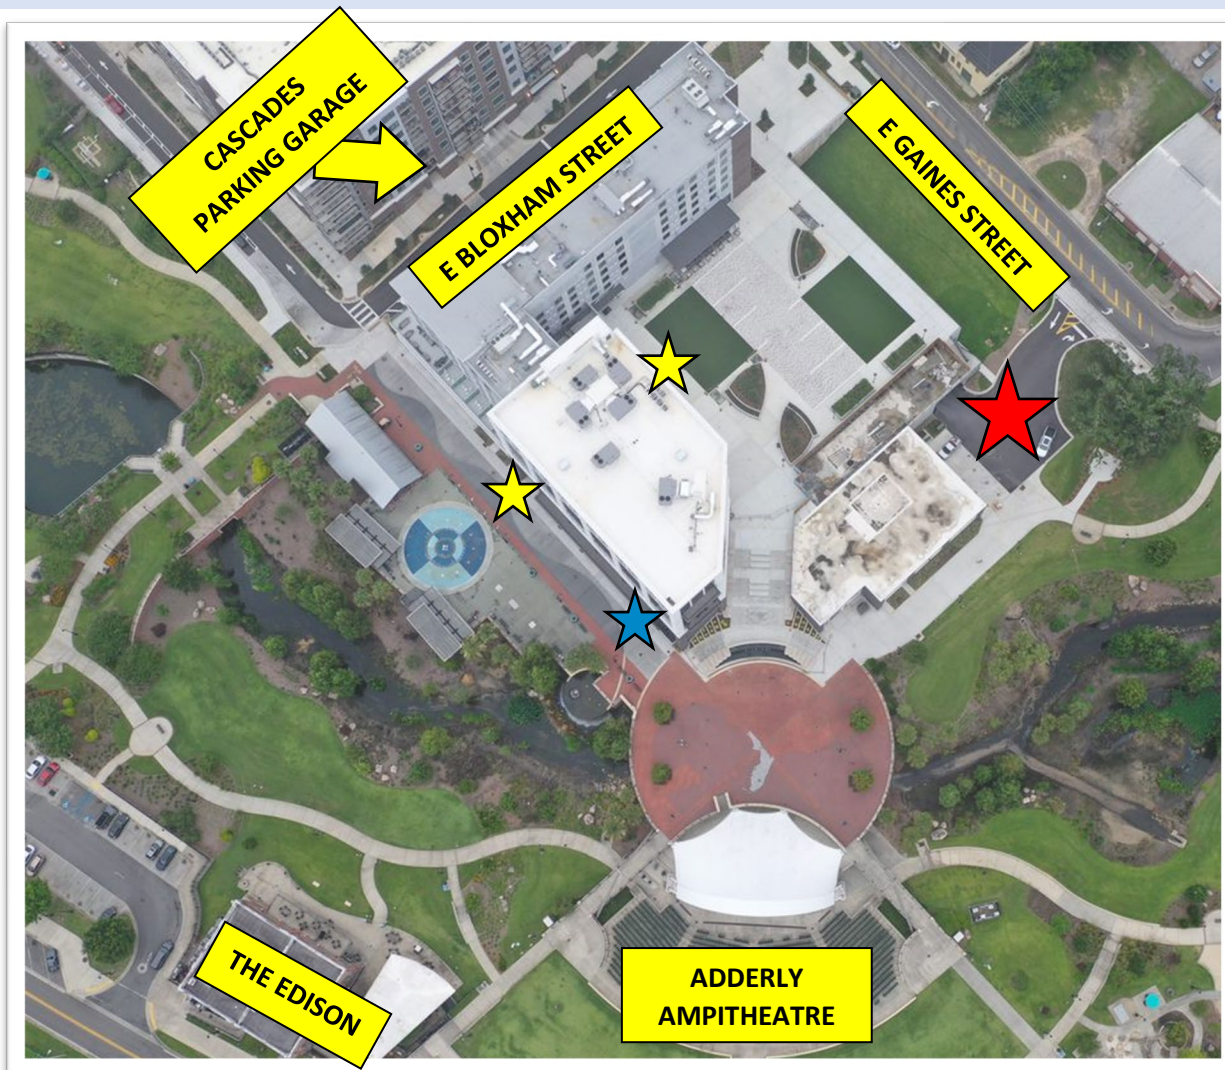 CASCADES
PARKING GARAGE
E BLOXHAM STREET
E GAINES STREET
THE EDISON
ADDERLY
AMPITHEATRE